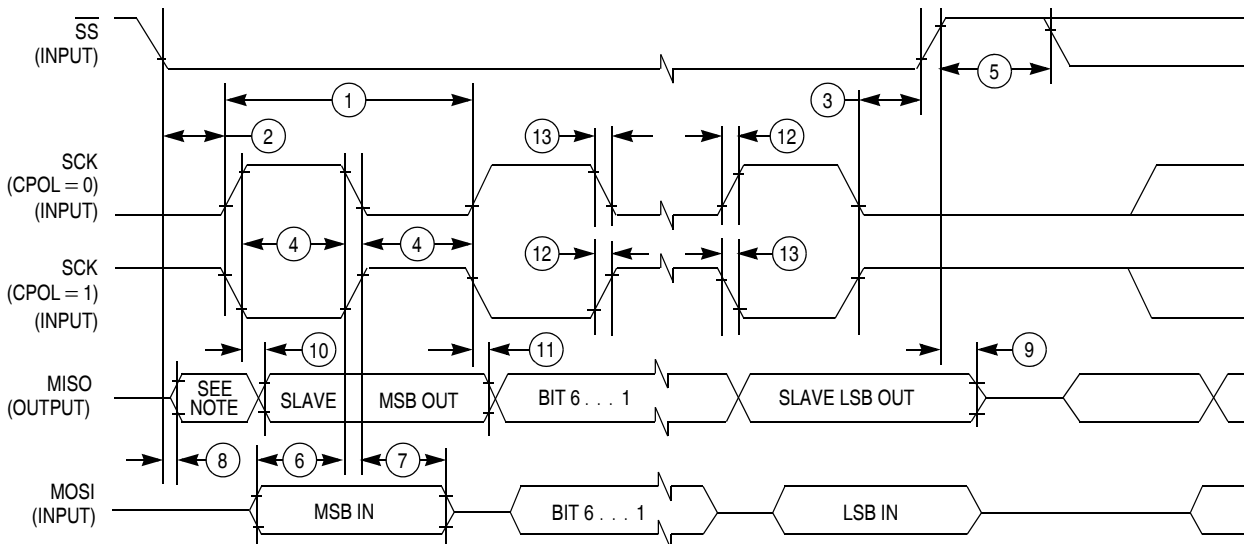 SS
(INPUT)
5
1
3
2
13
12
SCK
(CPOL = 0)
(INPUT)
4
4
SCK
(CPOL = 1)
(INPUT)
12
13
10
11
9
MISO
(OUTPUT)
SEE
NOTE
SLAVE
MSB OUT
BIT 6 . . . 1
SLAVE LSB OUT
8
6
7
MOSI
(INPUT)
MSB IN
BIT 6 . . . 1
LSB IN